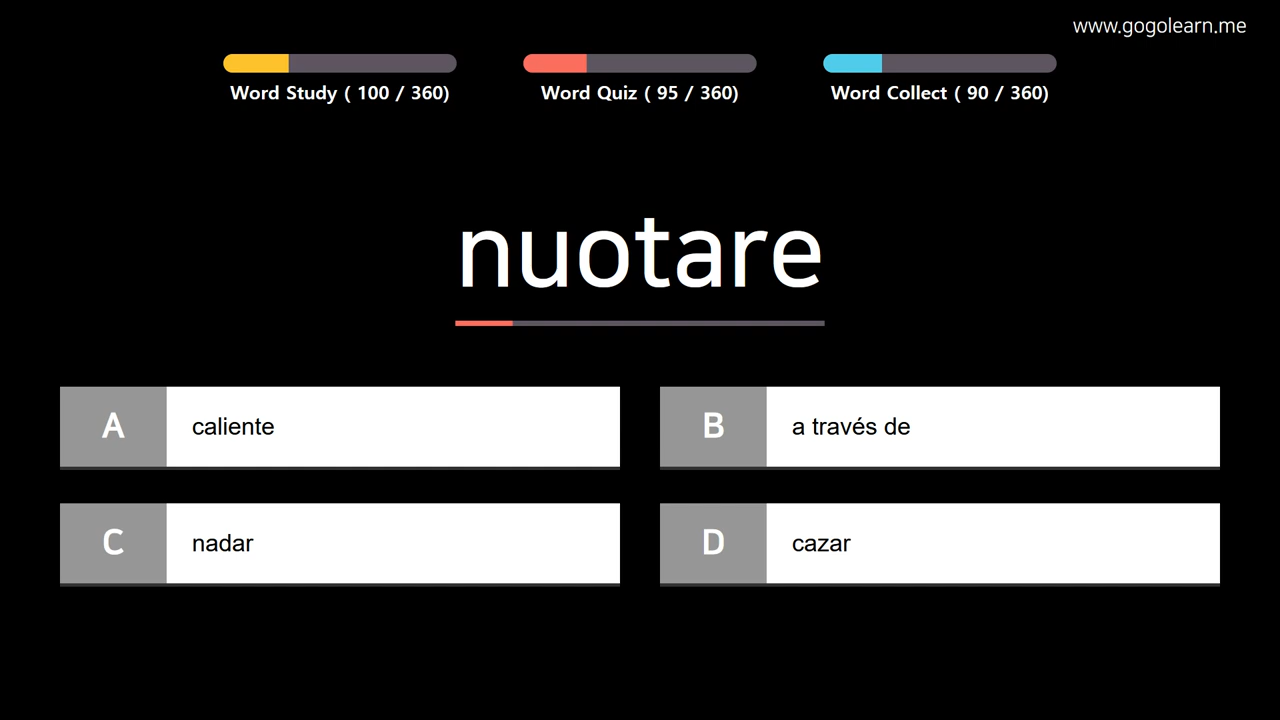 www.gogolearn.me
Word Study ( 100 / 360)
Word Quiz ( 95 / 360)
Word Collect ( 90 / 360)
nuotare
A caliente
B a través de
C nadar
D cazar